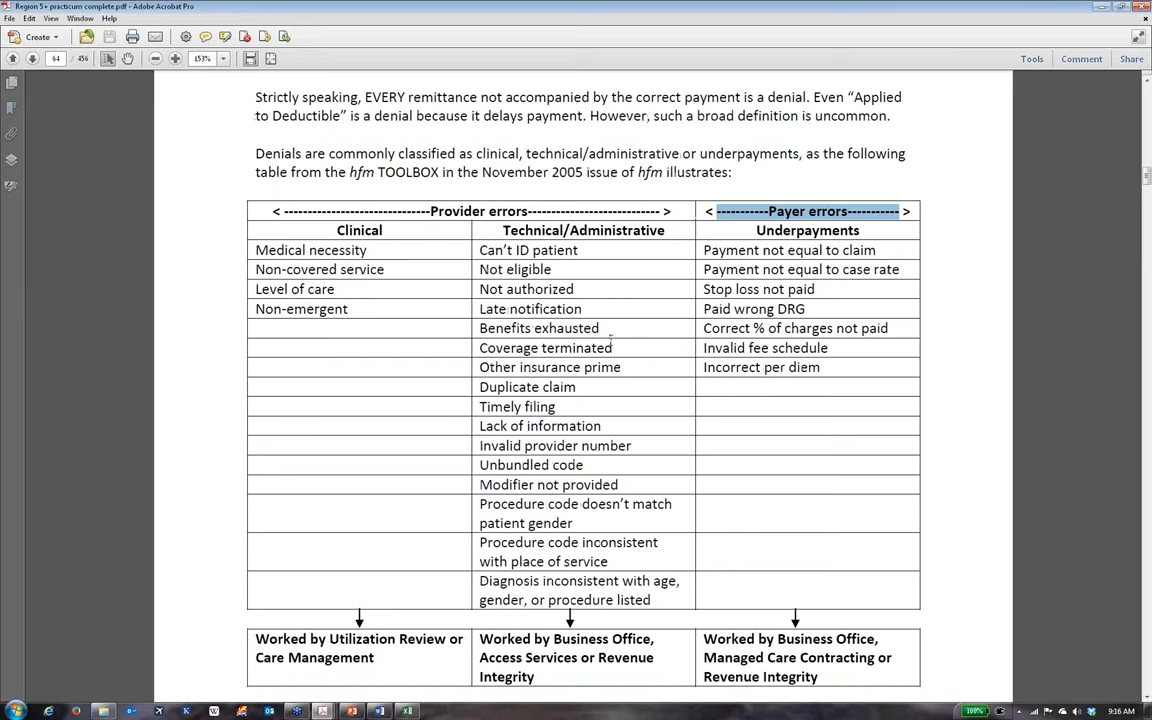 Region 5+ practicum complete.pdf - Adobe Acrobat Pro
File Edit View Window Help
Create
64 / 456 153% Tools Comment Share
Strictly speaking, EVERY remittance not accompanied by the correct payment is a denial. Even “Applied
to Deductible” is a denial because it delays payment. However, such a broad definition is uncommon.
Denials are commonly classified as clinical, technical/administrative or underpayments, as the following
table from the hfm TOOLBOX in the November 2005 issue of hfm illustrates:
< -------------------------------Provider errors---------------------------- > < -----------Payer errors----------- >
Clinical Technical/Administrative Underpayments
Medical necessity Can’t ID patient Payment not equal to claim
Non-covered service Not eligible Payment not equal to case rate
Level of care Not authorized Stop loss not paid
Non-emergent Late notification Paid wrong DRG
Benefits exhausted Correct % of charges not paid
Coverage terminated Invalid fee schedule
Other insurance prime Incorrect per diem
Duplicate claim
Timely filing
Lack of information
Invalid provider number
Unbundled code
Modifier not provided
Procedure code doesn’t match
patient gender
Procedure code inconsistent
with place of service
Diagnosis inconsistent with age,
gender, or procedure listed
Worked by Utilization Review or Worked by Business Office, Worked by Business Office,
Care Management Access Services or Revenue Managed Care Contracting or
Integrity Revenue Integrity
100% 9:16 AM